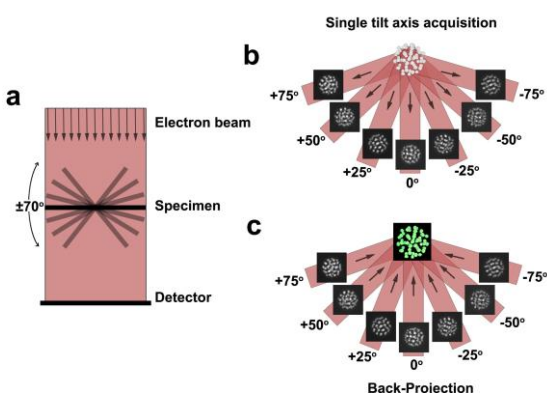 a
Electron beam
±70°
Specimen
Detector
Single tilt axis acquisition
b
+75° -75°
+50° -50°
+25° -25°
0°
c
+75° -75°
+50° -50°
+25° -25°
0°
Back-Projection